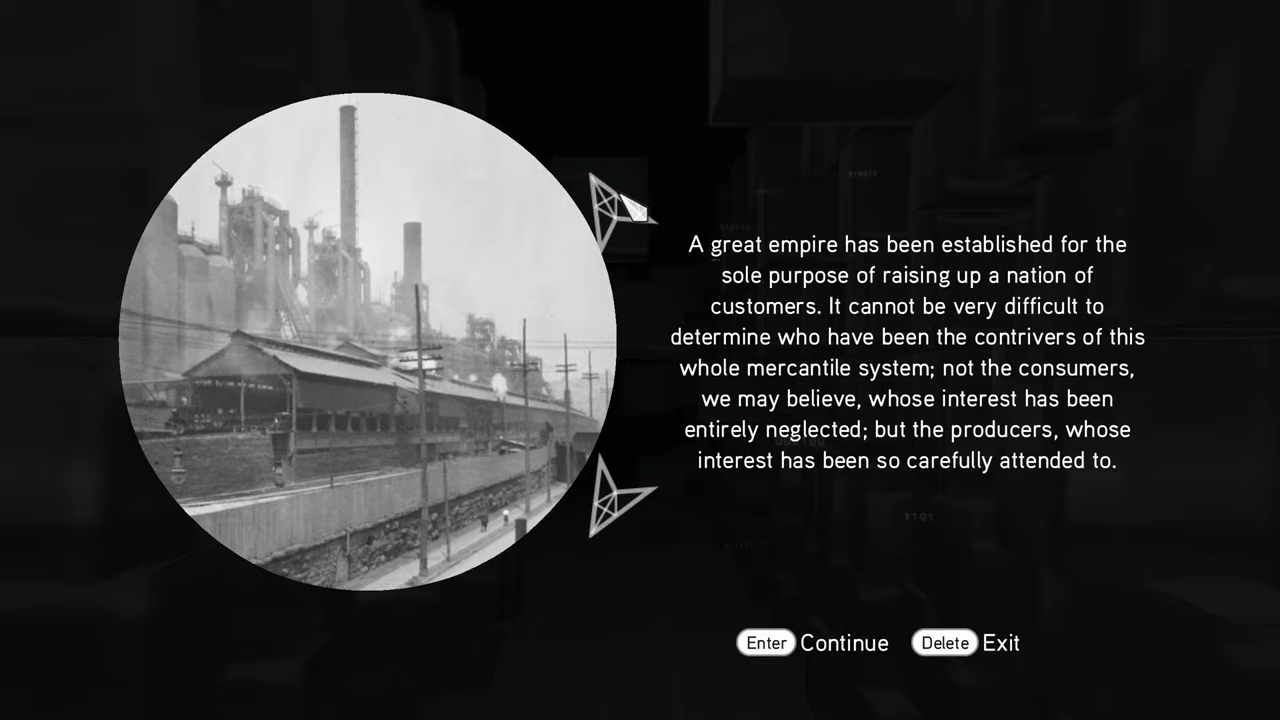 A great empire has been established for the
sole purpose of raising up a nation of
customers. It cannot be very difficult to
determine who have been the contrivers of this
whole mercantile system; not the consumers,
we may believe, whose interest has been
entirely neglected; but the producers, whose
interest has been so carefully attended to.
Enter Continue Delete Exit